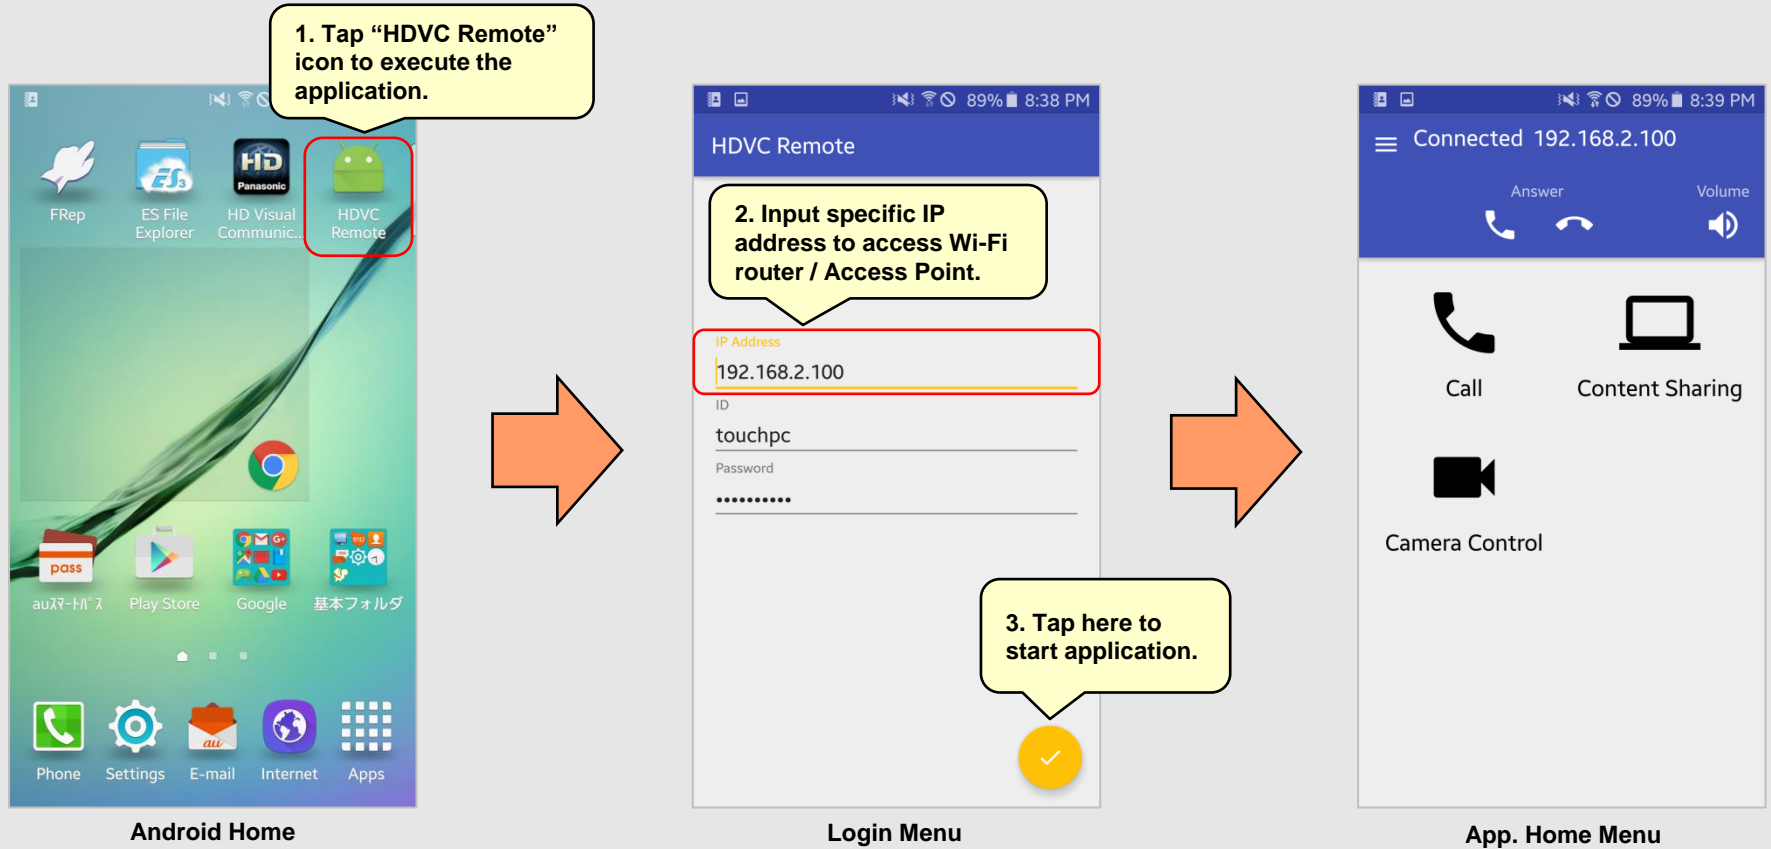 1. Tap “HDVC Remote”
icon to execute the
application.
FRep
ES File
Explorer
HD
Panasonic
HD Visual
Communic...
HDVC
Remote
pass
auｽﾏｰﾄﾊﾟｽ
Play Store
Google
基本フォルダ
au
Phone
Settings
E-mail
Internet
Apps
Android Home
89% 8:38 PM
HDVC Remote
2. Input specific IP
address to access Wi-Fi
router / Access Point.
IP Address
192.168.2.100
ID
touchpc
Password
••••••••••
3. Tap here to
start application.
Login Menu
89% 8:39 PM
Connected 192.168.2.100
Answer
Volume
Call
Content Sharing
Camera Control
App. Home Menu